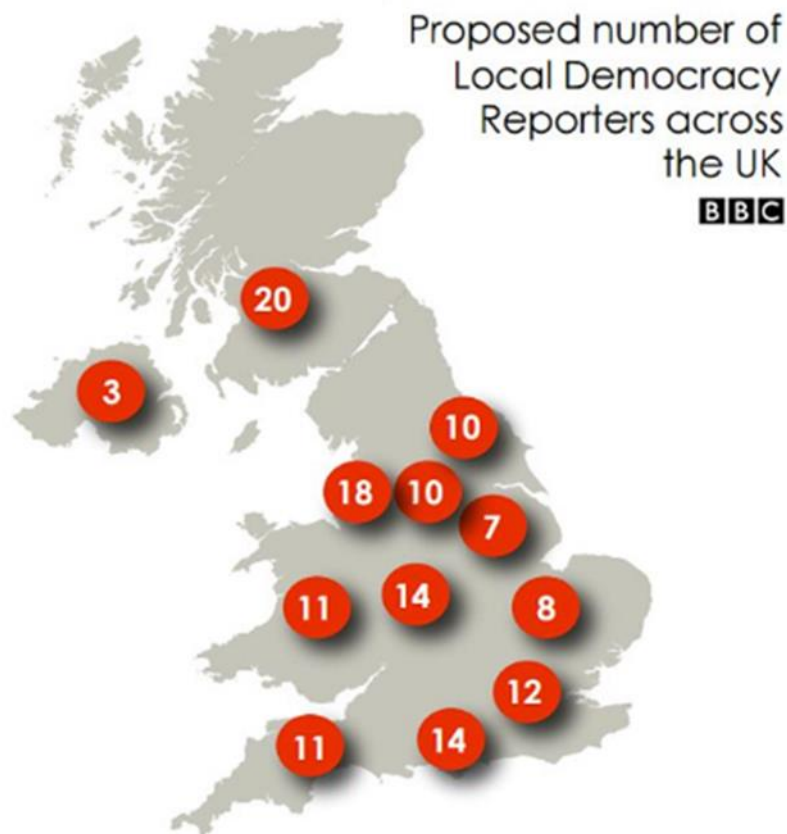 Proposed number of
Local Democracy
Reporters across
the UK
BBC
20
3
10
18
10
7
11
14
8
12
11
14